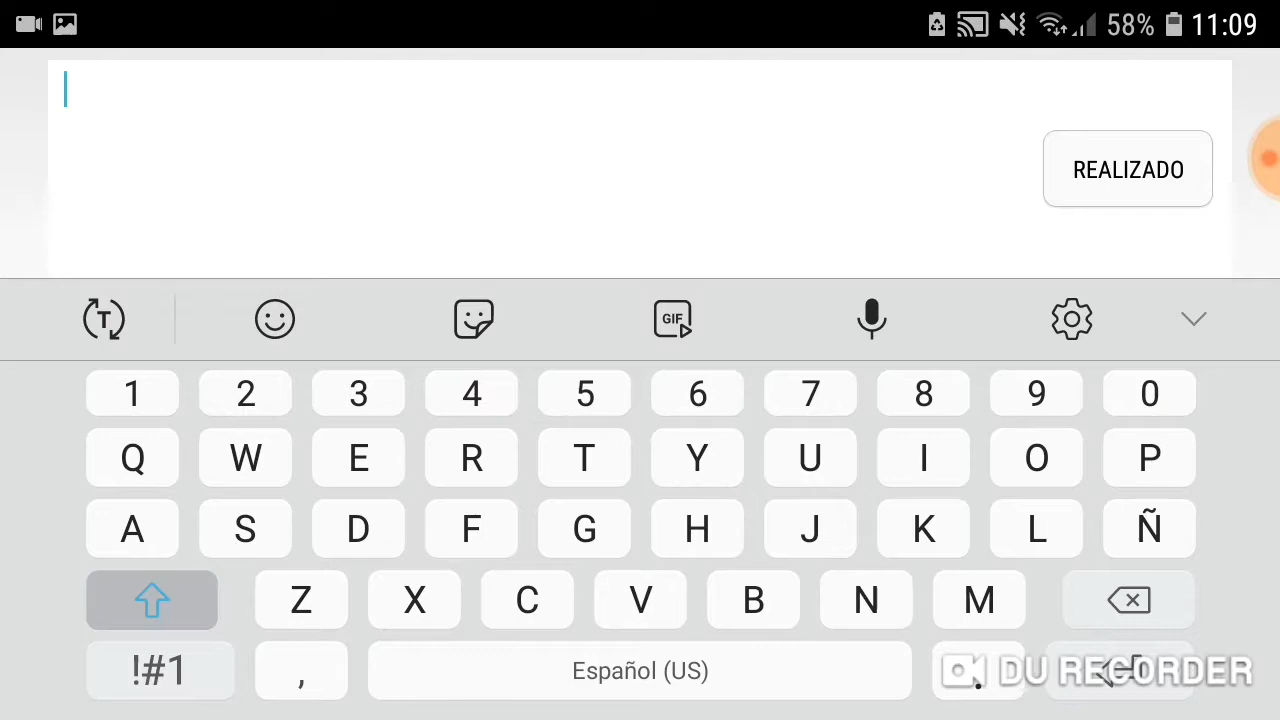 58% 11:09
REALIZADO
T GIF
1 2 3 4 5 6 7 8 9 0
Q W E R T Y U I O P
A S D F G H J K L Ñ
Z X C V B N M
!#1 , Español (US) .
DU RECORDER